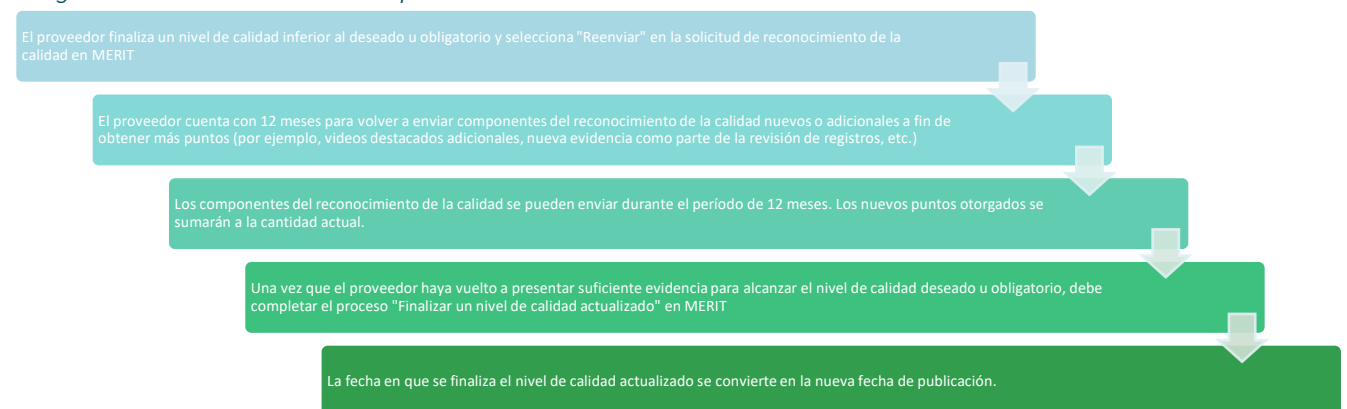 El proveedor finaliza un nivel de calidad inferior al deseado u obligatorio y selecciona "Reenviar" en la solicitud de reconocimiento de la
calidad en MERIT
El proveedor cuenta con 12 meses para volver a enviar componentes del reconocimiento de la calidad nuevos o adicionales a fin de
obtener más puntos (por ejemplo, videos destacados adicionales, nueva evidencia como parte de la revisión de registros, etc.)
Los componentes del reconocimiento de la calidad se pueden enviar durante el período de 12 meses. Los nuevos puntos otorgados se
sumarán a la cantidad actual.
Una vez que el proveedor haya vuelto a presentar suficiente evidencia para alcanzar el nivel de calidad deseado u obligatorio, debe
completar el proceso "Finalizar un nivel de calidad actualizado" en MERIT
La fecha en que se finaliza el nivel de calidad actualizado se convierte en la nueva fecha de publicación.